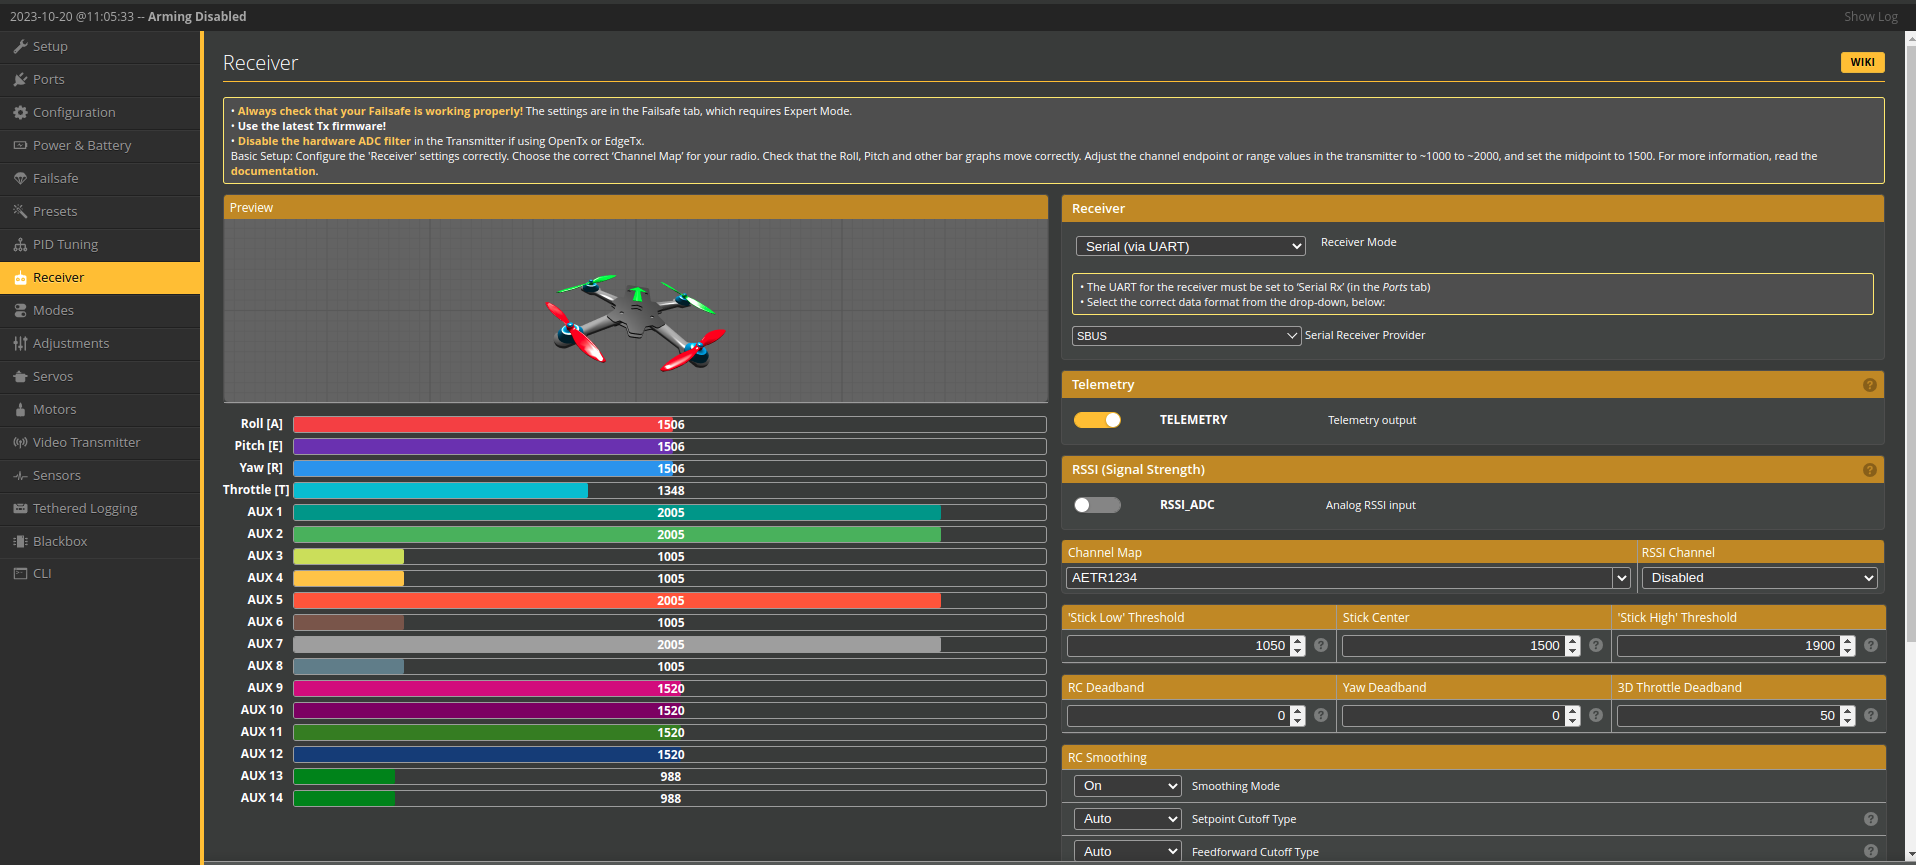 2023-10-20 @11:05:33 -- Arming Disabled
Show Log
Setup
Ports
Configuration
Power & Battery
Failsafe
Presets
PID Tuning
Receiver
Modes
Adjustments
Servos
Motors
Video Transmitter
Sensors
Tethered Logging
Blackbox
CLI
Receiver
WIKI
• Always check that your Failsafe is working properly! The settings are in the Failsafe tab, which requires Expert Mode.
• Use the latest Tx firmware!
• Disable the hardware ADC filter in the Transmitter if using OpenTx or EdgeTx.
Basic Setup: Configure the 'Receiver' settings correctly. Choose the correct 'Channel Map' for your radio. Check that the Roll, Pitch and other bar graphs move correctly. Adjust the channel endpoint or range values in the transmitter to ~1000 to ~2000, and set the midpoint to 1500. For more information, read the
documentation.
Preview
Roll [A] 1506
Pitch [E] 1506
Yaw [R] 1506
Throttle [T] 1348
AUX 1 2005
AUX 2 2005
AUX 3 1005
AUX 4 1005
AUX 5 2005
AUX 6 1005
AUX 7 2005
AUX 8 1005
AUX 9 1520
AUX 10 1520
AUX 11 1520
AUX 12 1520
AUX 13 988
AUX 14 988
Receiver
Serial (via UART) Receiver Mode
• The UART for the receiver must be set to 'Serial Rx' (in the Ports tab)
• Select the correct data format from the drop-down, below:
SBUS Serial Receiver Provider
Telemetry ?
TELEMETRY Telemetry output
RSSI (Signal Strength) ?
RSSI_ADC Analog RSSI input
Channel Map RSSI Channel
AETR1234 Disabled
'Stick Low' Threshold Stick Center 'Stick High' Threshold
1050 ? 1500 ? 1900 ?
RC Deadband Yaw Deadband 3D Throttle Deadband
0 ? 0 ? 50 ?
RC Smoothing
On Smoothing Mode
Auto Setpoint Cutoff Type ?
Auto Feedforward Cutoff Type ?